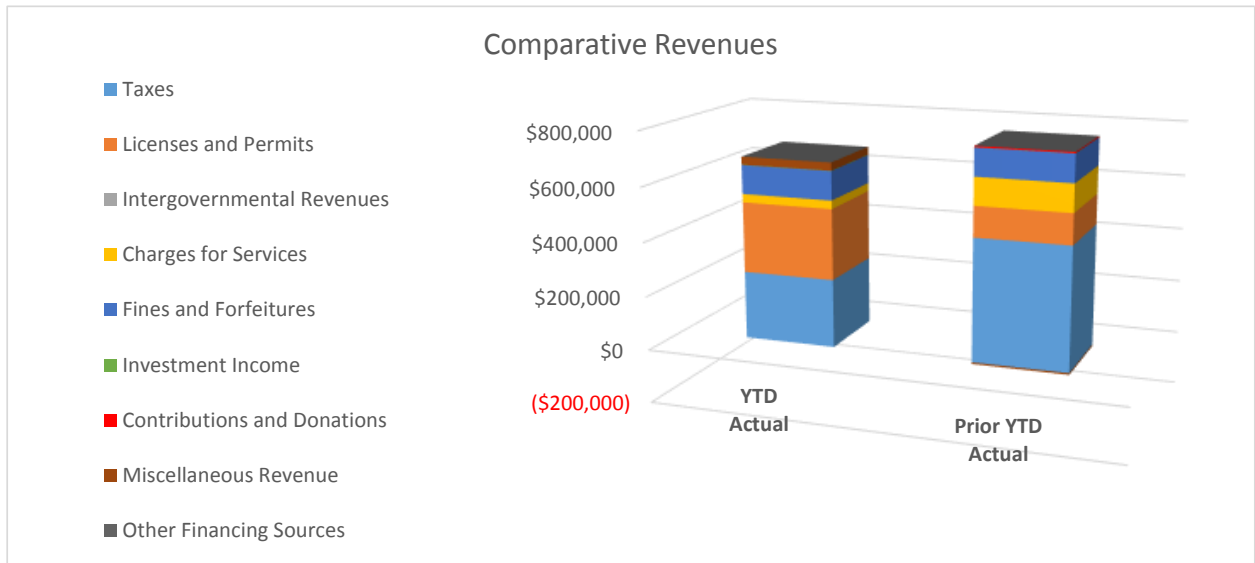 Comparative Revenues
Taxes
Licenses and Permits
Intergovernmental Revenues
Charges for Services
Fines and Forfeitures
Investment Income
Contributions and Donations
Miscellaneous Revenue
Other Financing Sources
$800,000
$600,000
$400,000
$200,000
$0
($200,000)
YTD
Actual
Prior YTD
Actual